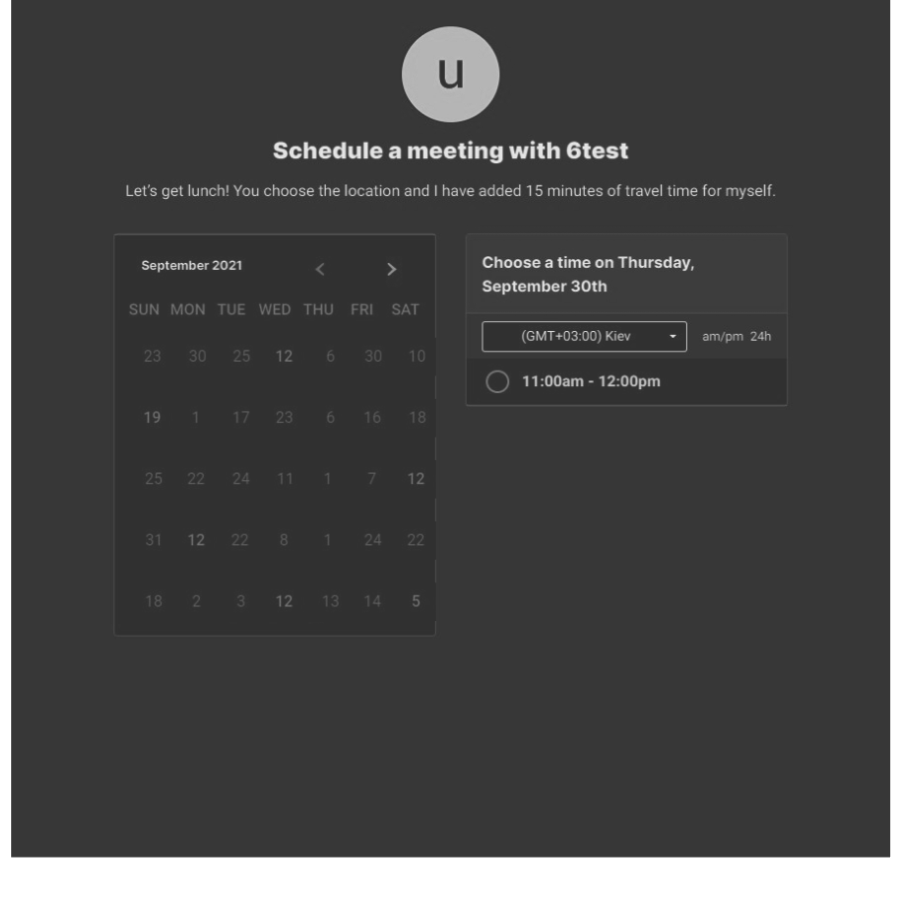 u
Schedule a meeting with 6test
Let's get lunch! You choose the location and I have added 15 minutes of travel time for myself.
September 2021 < >
SUN MON TUE WED THU FRI SAT
23 30 25 12 6 30 10
19 1 17 23 6 16 18
25 22 24 11 1 7 12
31 12 22 8 1 24 22
18 2 3 12 13 14 5
Choose a time on Thursday,
September 30th
(GMT+03:00) Kiev am/pm 24h
11:00am - 12:00pm